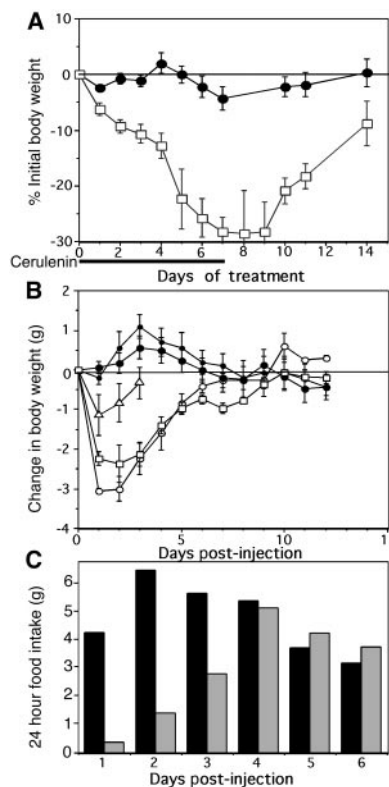 A
% Initial body weight
10
0
-10
-20
-30
0 2 4 6 8 10 12 14
Cerulenin
Days of treatment
B
Change in body weight (g)
2
1
0
-1
-2
-3
-4
0 5 10 1
Days post-injection
C
24 hour food intake (g)
6
5
4
3
2
1
0
1 2 3 4 5 6
Days post-injection